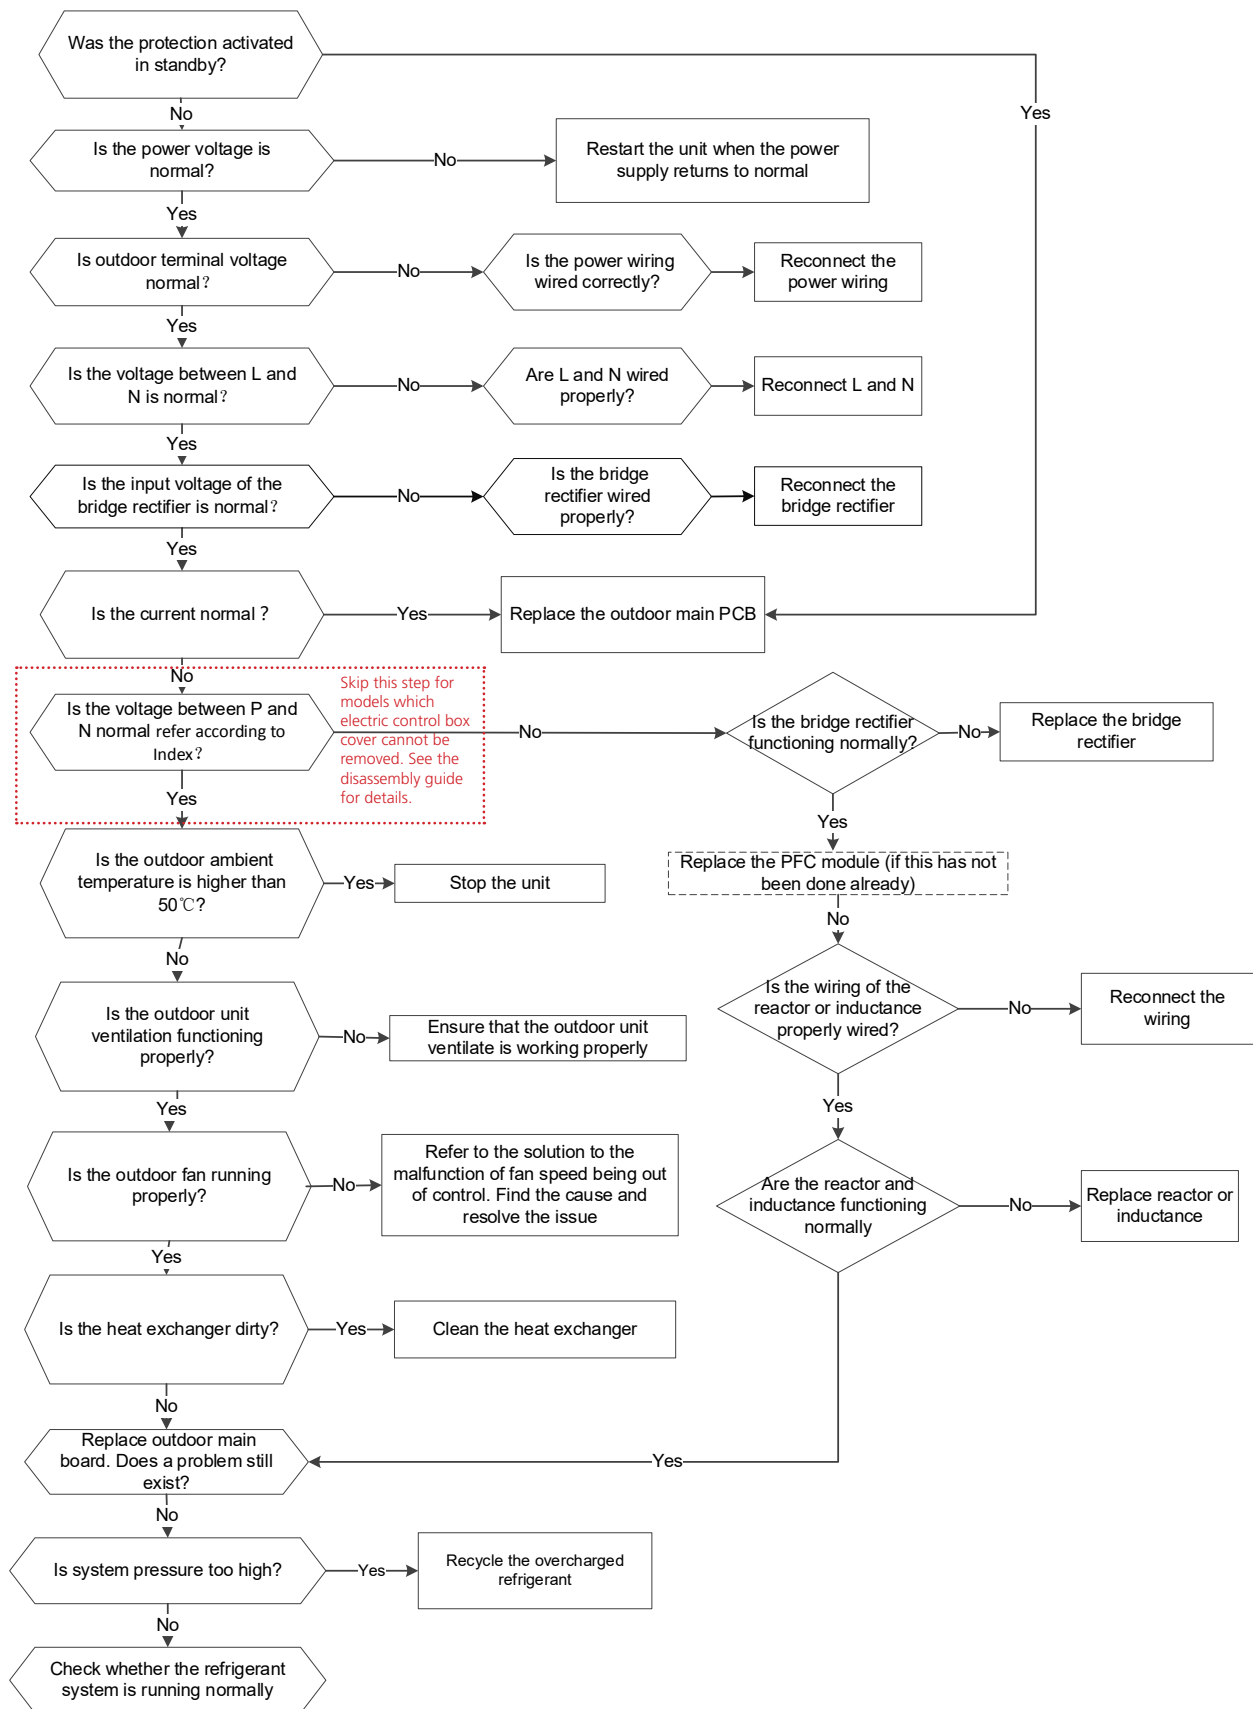 Was the protection activated
in standby?
Yes
No
Is the power voltage is
normal?
No
Restart the unit when the power
supply returns to normal
Yes
Is outdoor terminal voltage
normal?
No
Is the power wiring
wired correctly?
Reconnect the
power wiring
Yes
Is the voltage between L and
N is normal?
No
Are L and N wired
properly?
Reconnect L and N
Yes
Is the input voltage of the
bridge rectifier is normal?
No
Is the bridge
rectifier wired
properly?
Reconnect the
bridge rectifier
Yes
Is the current normal ?
Yes
Replace the outdoor main PCB
No
Is the voltage between P and
N normal refer according to
Index?
Skip this step for
models which
electric control box
cover cannot be
removed. See the
disassembly guide
for details.
No
Is the bridge rectifier
functioning normally?
No
Replace the bridge
rectifier
Yes
Yes
Is the outdoor ambient
temperature is higher than
50℃?
Yes
Stop the unit
Replace the PFC module (if this has not
been done already)
No
No
Is the outdoor unit
ventilation functioning
properly?
No
Ensure that the outdoor unit
ventilate is working properly
Is the wiring of the
reactor or inductance
properly wired?
No
Reconnect the
wiring
Yes
Yes
Is the outdoor fan running
properly?
No
Refer to the solution to the
malfunction of fan speed being out
of control. Find the cause and
resolve the issue
Are the reactor and
inductance functioning
normally
No
Replace reactor or
inductance
Yes
Is the heat exchanger dirty?
Yes
Clean the heat exchanger
No
Replace outdoor main
board. Does a problem still
exist?
Yes
No
Is system pressure too high?
Yes
Recycle the overcharged
refrigerant
No
Check whether the refrigerant
system is running normally